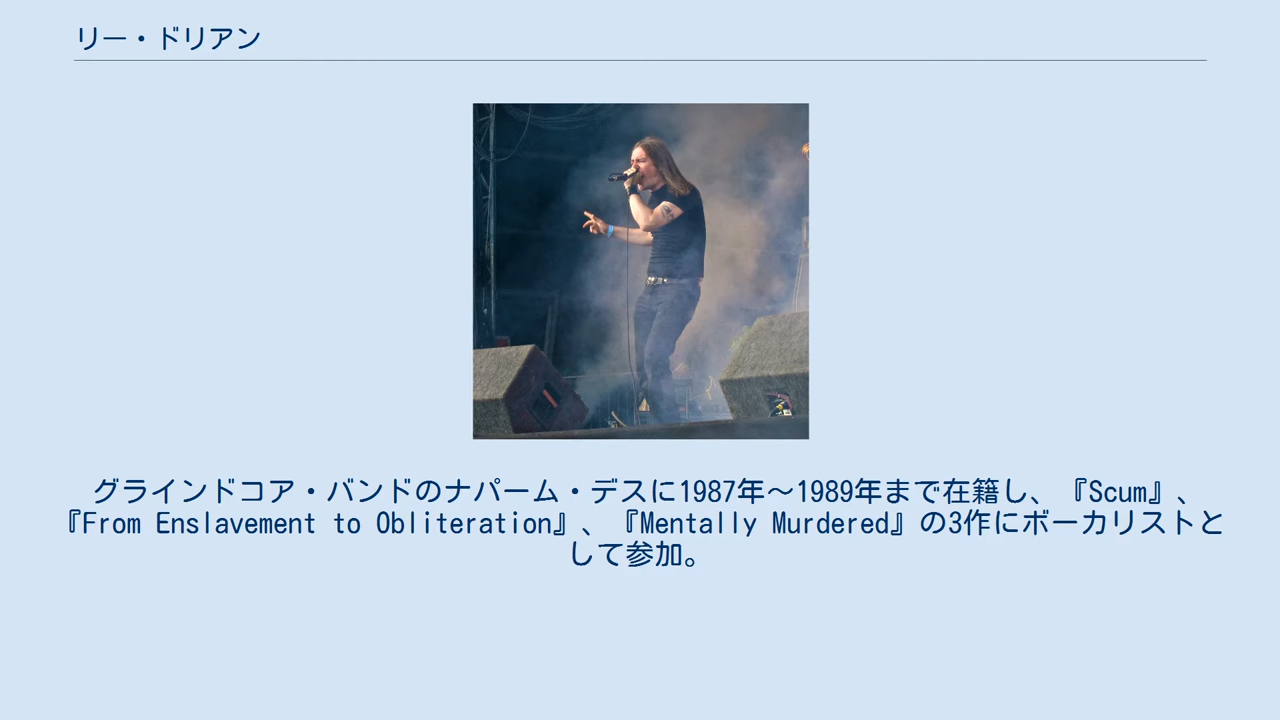 リー・ドリアン
グラインドコア・バンドのナパーム・デスに1987年～1989年まで在籍し、『Scum』、
『From Enslavement to Obliteration』、『Mentally Murdered』の3作にボーカリストと
して参加。